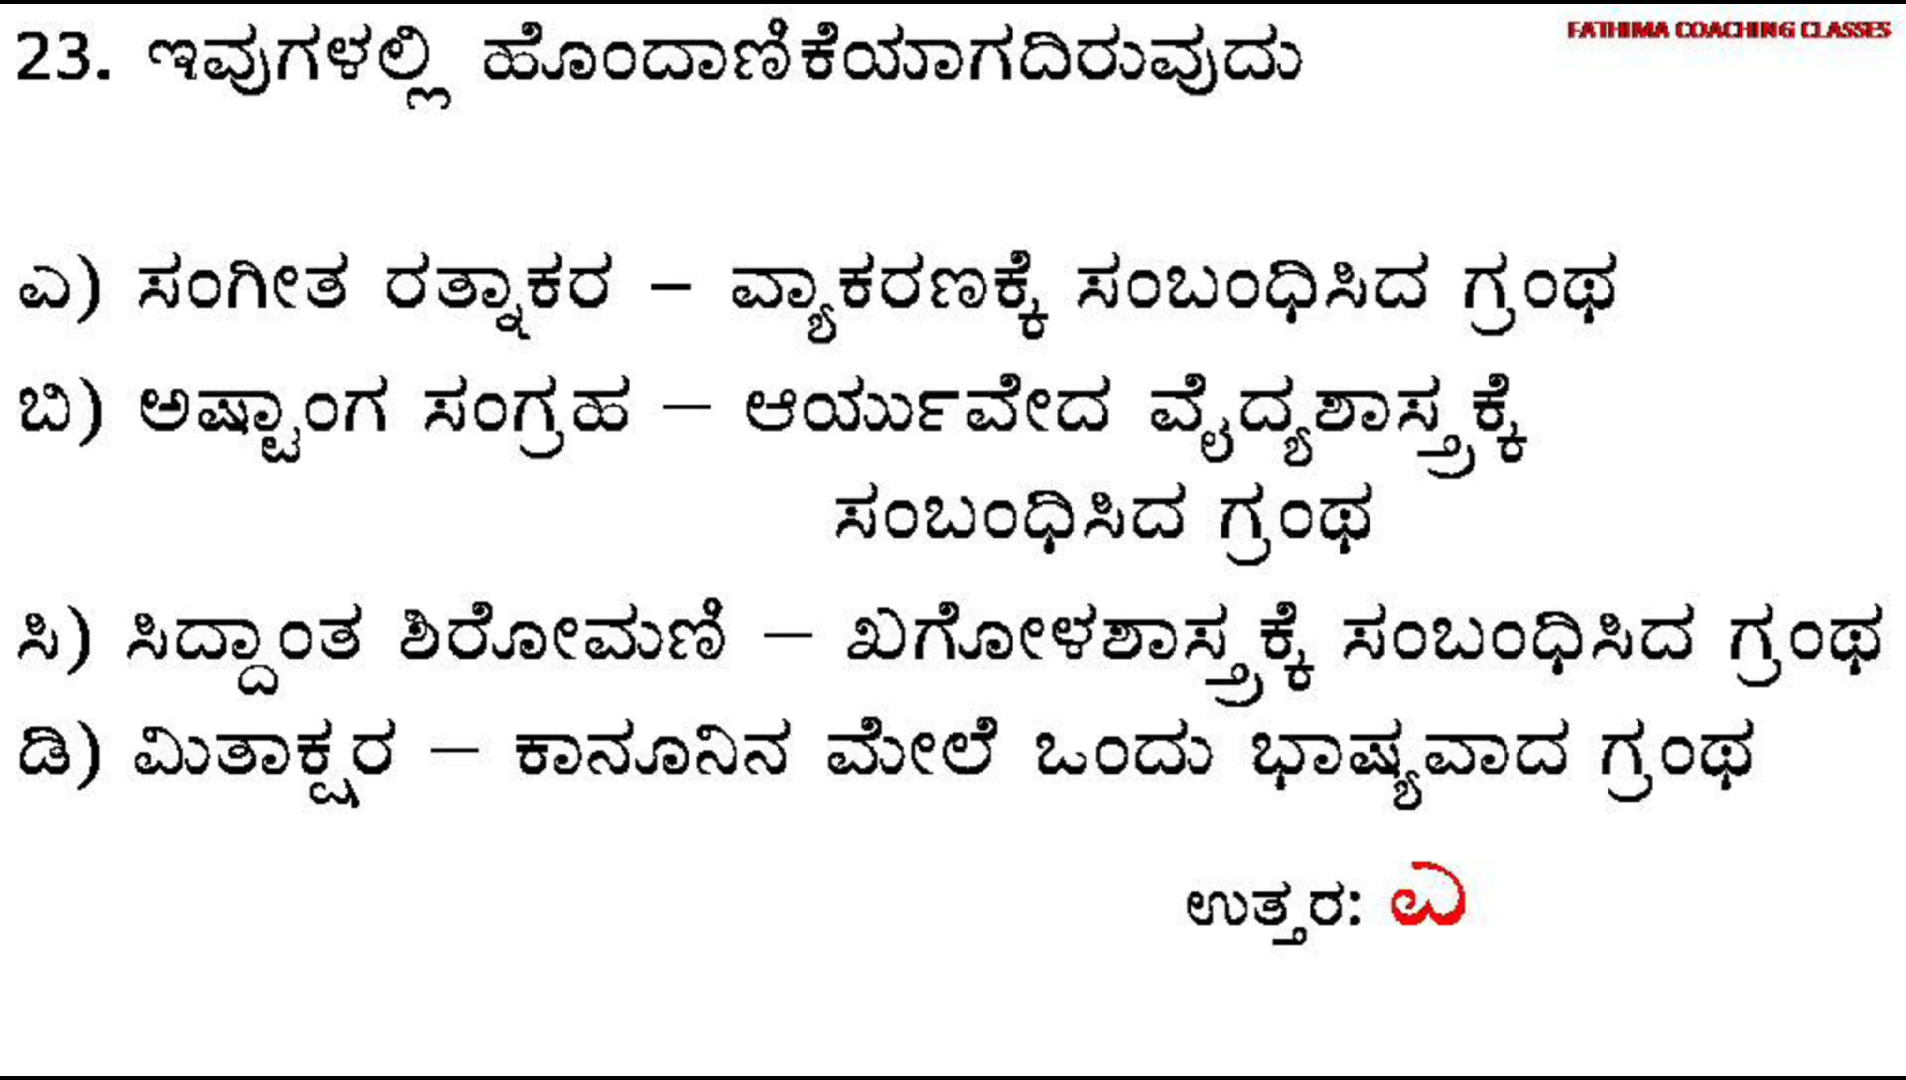 FATHIMA COACHING CLASSES
23. ಇವುಗಳಲ್ಲಿ ಹೊಂದಾಣಿಕೆಯಾಗದಿರುವುದು
ಎ) ಸಂಗೀತ ರತ್ನಾಕರ – ವ್ಯಾಕರಣಕ್ಕೆ ಸಂಬಂಧಿಸಿದ ಗ್ರಂಥ
ಬಿ) ಅಷ್ಟಾಂಗ ಸಂಗ್ರಹ – ಆರ್ಯುವೇದ ವೈದ್ಯಶಾಸ್ತ್ರಕ್ಕೆ
ಸಂಬಂಧಿಸಿದ ಗ್ರಂಥ
ಸಿ) ಸಿದ್ದಾಂತ ಶಿರೋಮಣಿ – ಖಗೋಳಶಾಸ್ತ್ರಕ್ಕೆ ಸಂಬಂಧಿಸಿದ ಗ್ರಂಥ
ಡಿ) ಮಿತಾಕ್ಷರ – ಕಾನೂನಿನ ಮೇಲೆ ಒಂದು ಭಾಷ್ಯವಾದ ಗ್ರಂಥ
ಉತ್ತರ: ಎ